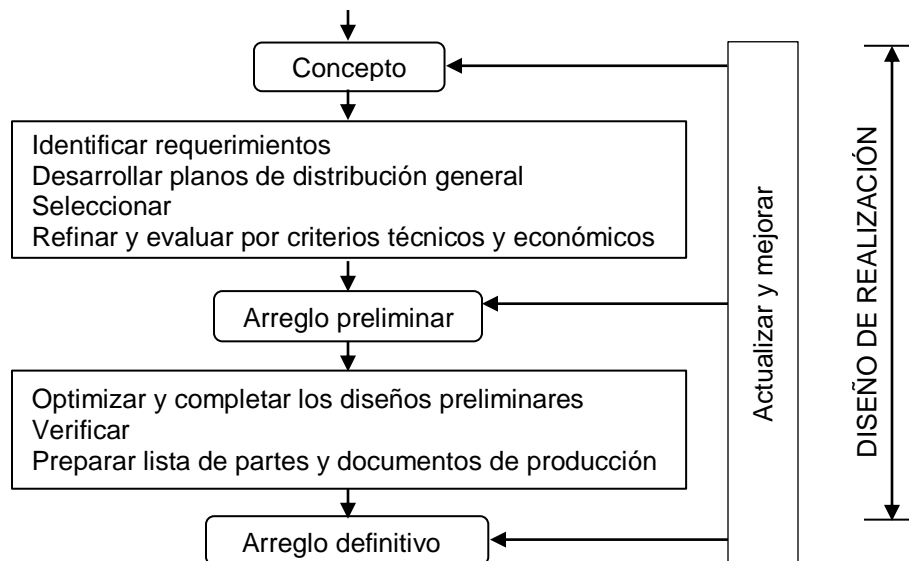 Concepto
Identificar requerimientos
Desarrollar planos de distribución general
Seleccionar
Refinar y evaluar por criterios técnicos y económicos
Arreglo preliminar
Optimizar y completar los diseños preliminares
Verificar
Preparar lista de partes y documentos de producción
Arreglo definitivo
Actualizar y mejorar
DISEÑO DE REALIZACIÓN